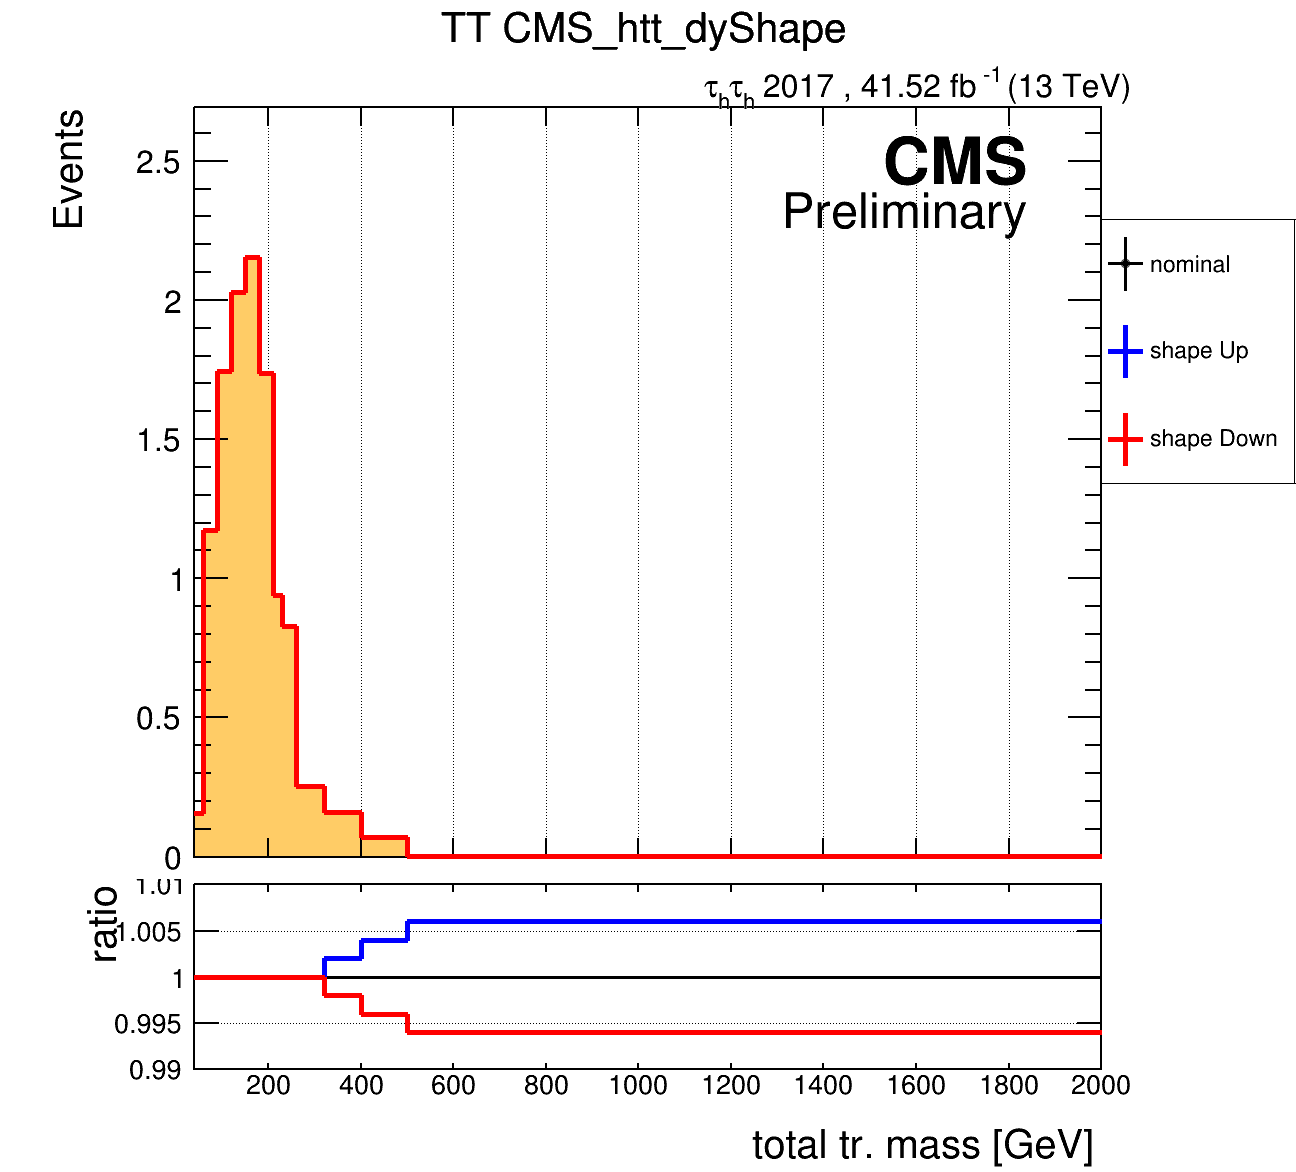 TT CMS_htt_dyShape
τhτh 2017 , 41.52 fb-1 (13 TeV)
Events
CMS
Preliminary
2.5
2
1.5
1
0.5
0
nominal
shape Up
shape Down
ratio
1.01
1.005
1
0.995
0.99
200 400 600 800 1000 1200 1400 1600 1800 2000
total tr. mass [GeV]